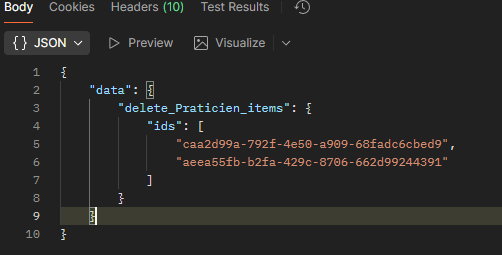 Body Cookies Headers (10) Test Results
{} JSON Preview Visualize
1 {
2 "data": {
3 "delete_Praticien_items": {
4 "ids": [
5 "caa2d99a-792f-4e50-a909-68fadc6cbed9",
6 "aeea55fb-b2fa-429c-8706-662d99244391"
7 ]
8 }
9 }
10 }